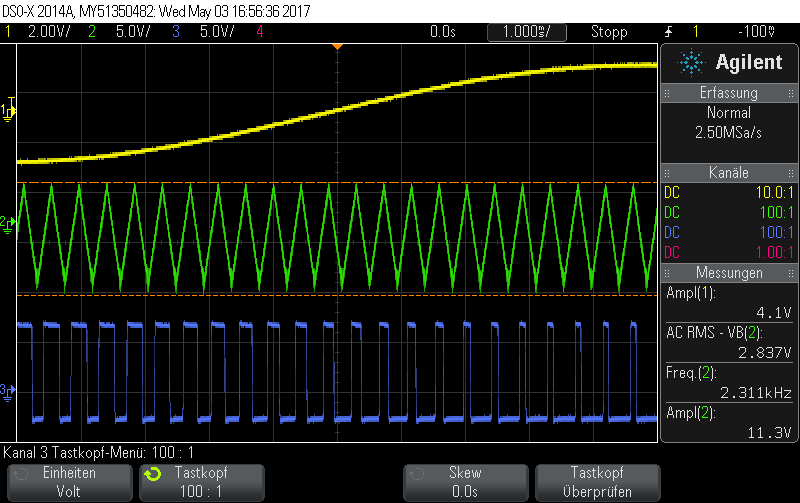 DSO-X 2014A, MY51350482: Wed May 03 16:56:36 2017
1 2.00V/ 2 5.0V/ 3 5.0V/ 4 0.0s 1.000s/ Stopp 1 -100V
Agilent
Erfassung
Normal
2.50MSa/s
Kanäle
DC 10.0:1
DC 100:1
DC 100:1
DC 1.00:1
Messungen
Ampl(1):
4.1V
AC RMS - VB(2):
2.837V
Freq.(2):
2.311kHz
Ampl(2):
11.3V
1
2
3
Kanal 3 Tastkopf-Menü: 100 : 1
Einheiten
Volt
Tastkopf
100 : 1
Skew
0.0s
Tastkopf
Überprüfen